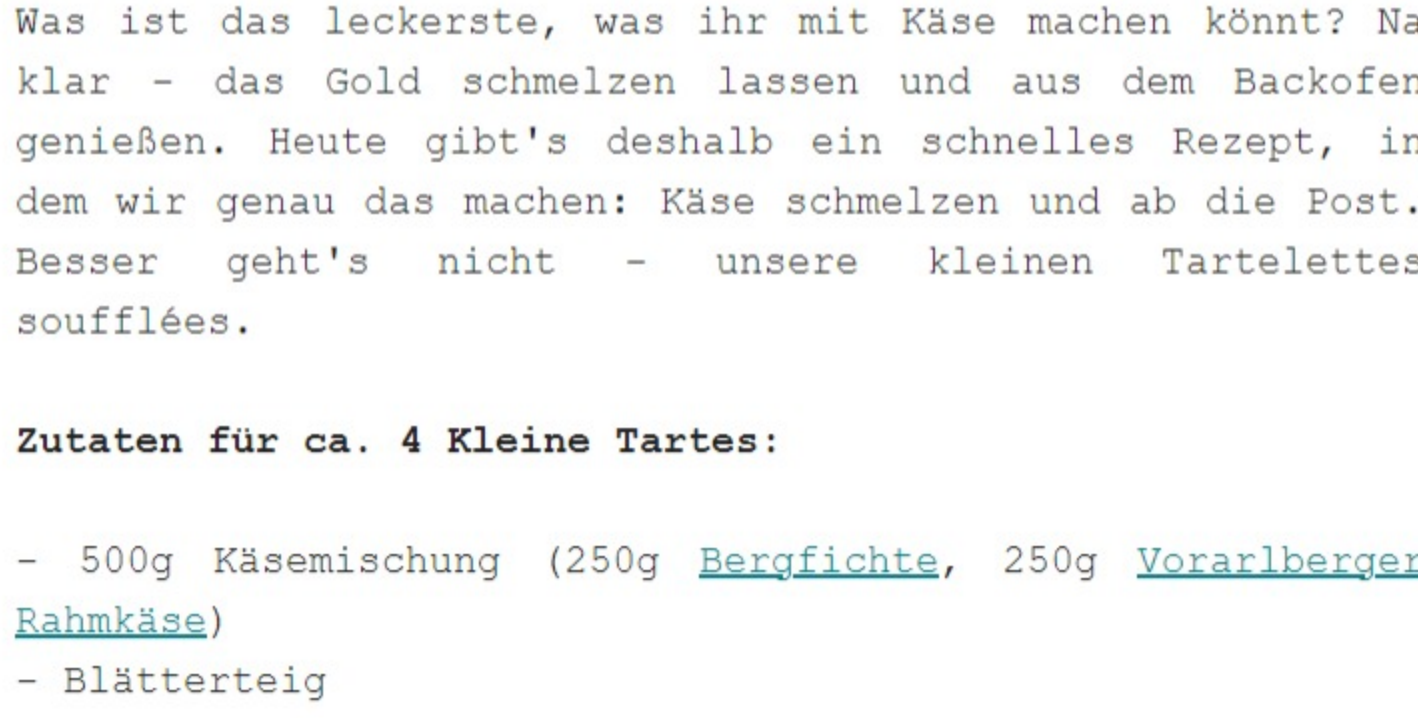 Was ist das leckerste, was ihr mit Käse machen könnt? Na
klar - das Gold schmelzen lassen und aus dem Backofen
genießen. Heute gibt's deshalb ein schnelles Rezept, in
dem wir genau das machen: Käse schmelzen und ab die Post.
Besser geht's nicht - unsere kleinen Tartelettes
soufflées.
Zutaten für ca. 4 Kleine Tartes:
- 500g Käsemischung (250g Bergfichte, 250g Vorarlberger
Rahmkäse)
- Blätterteig